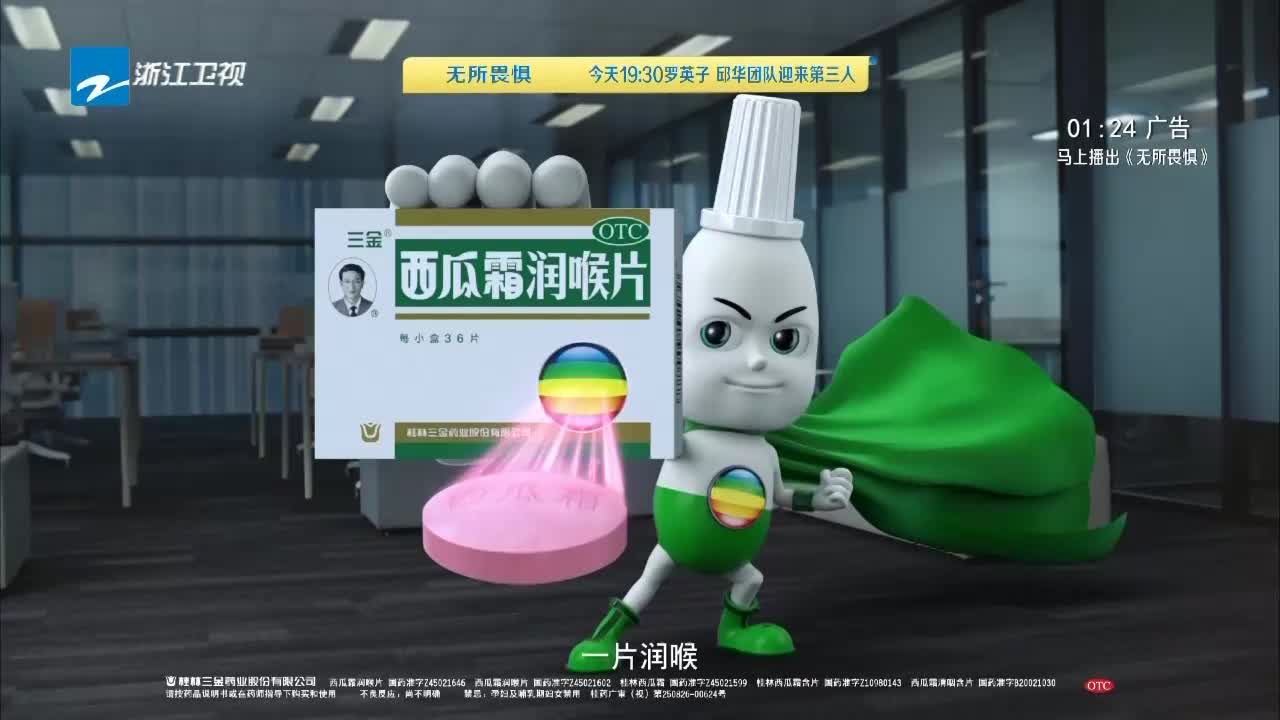 浙江卫视
无所畏惧 今天19:30罗英子 邱华团队迎来第三人
01:24 广告
马上播出《无所畏惧》
三金®
OTC
西瓜霜润喉片
每小盒36片
桂林三金药业股份有限公司
西瓜霜
一片润喉
桂林三金药业股份有限公司 西瓜霜润喉片 国药准字Z45021646 西瓜霜润喉片 国药准字Z45021602 桂林西瓜霜 国药准字Z45021599 桂林西瓜霜含片 国药准字Z10980143 西瓜霜清咽含片 国药准字B20021030
请按药品说明书或在药师指导下购买和使用 不良反应:尚不明确 禁忌:孕妇及哺乳期妇女禁用 桂药广审(视)第250826-00624号
OTC